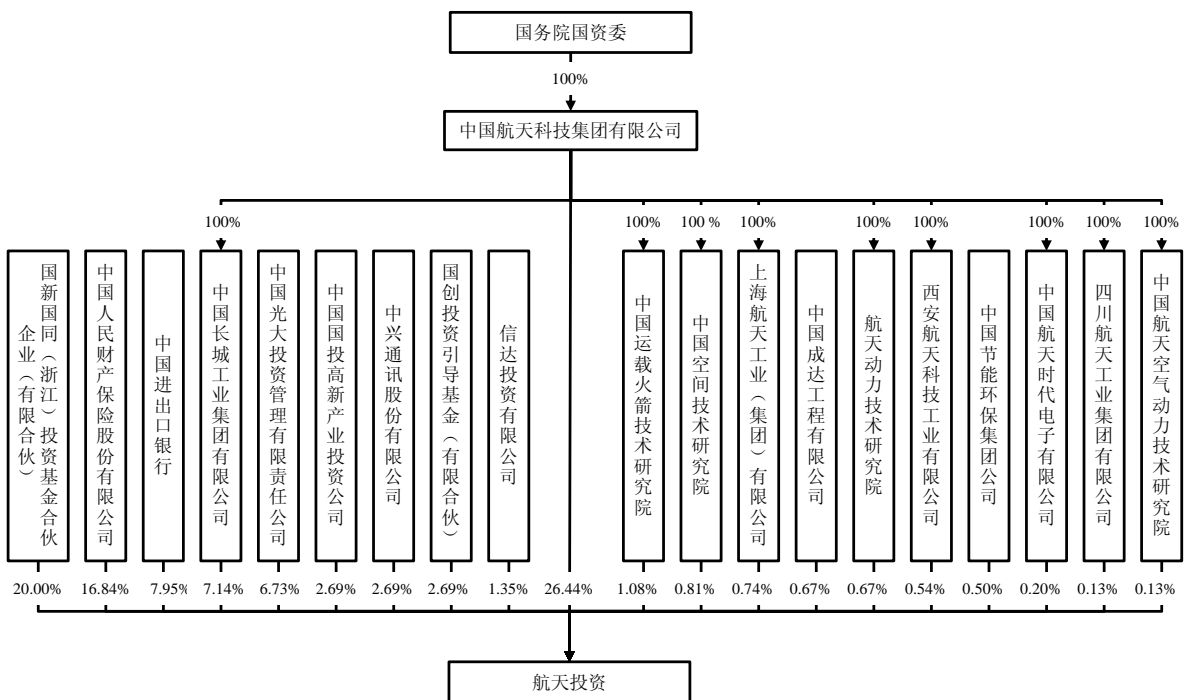 国务院国资委
100%
中国航天科技集团有限公司
100%
100%
100 %
100%
100%
100%
100%
100%
100%
国新国同（浙江）投资基金合伙
企业（有限合伙）
中国人民财产保险股份有限公司
中国进出口银行
中国长城工业集团有限公司
中国光大投资管理有限责任公司
中国国投高新产业投资公司
中兴通讯股份有限公司
国创投资引导基金（有限合伙）
信达投资有限公司
中国运载火箭技术研究院
中国空间技术研究院
上海航天工业（集团）有限公司
中国成达工程有限公司
航天动力技术研究院
西安航天科技工业有限公司
中国节能环保集团公司
中国航天时代电子有限公司
四川航天工业集团有限公司
中国航天空气动力技术研究院
20.00%
16.84%
7.95%
7.14%
6.73%
2.69%
2.69%
2.69%
1.35%
26.44%
1.08%
0.81%
0.74%
0.67%
0.67%
0.54%
0.50%
0.20%
0.13%
0.13%
航天投资